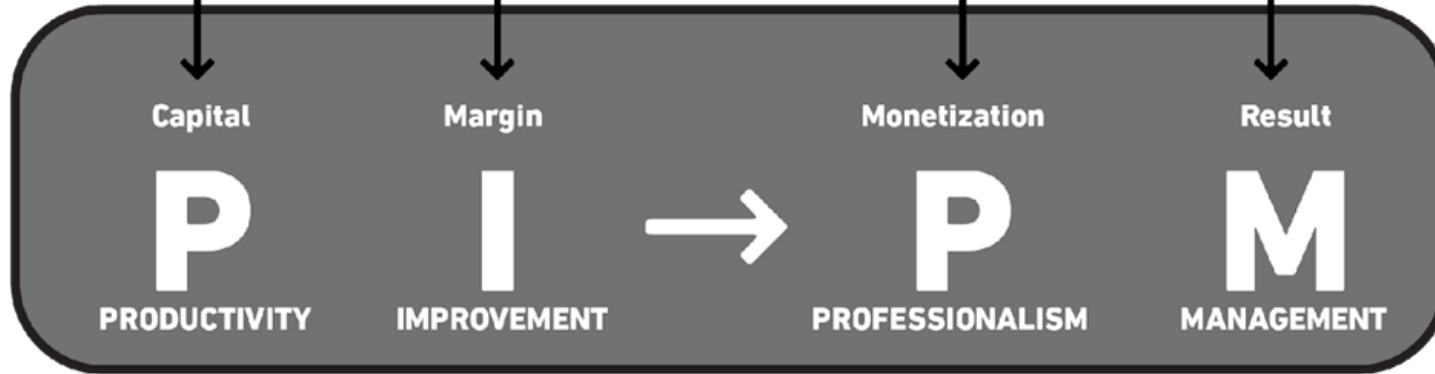 Capital Margin Monetization Result
P I → P M
PRODUCTIVITY IMPROVEMENT PROFESSIONALISM MANAGEMENT